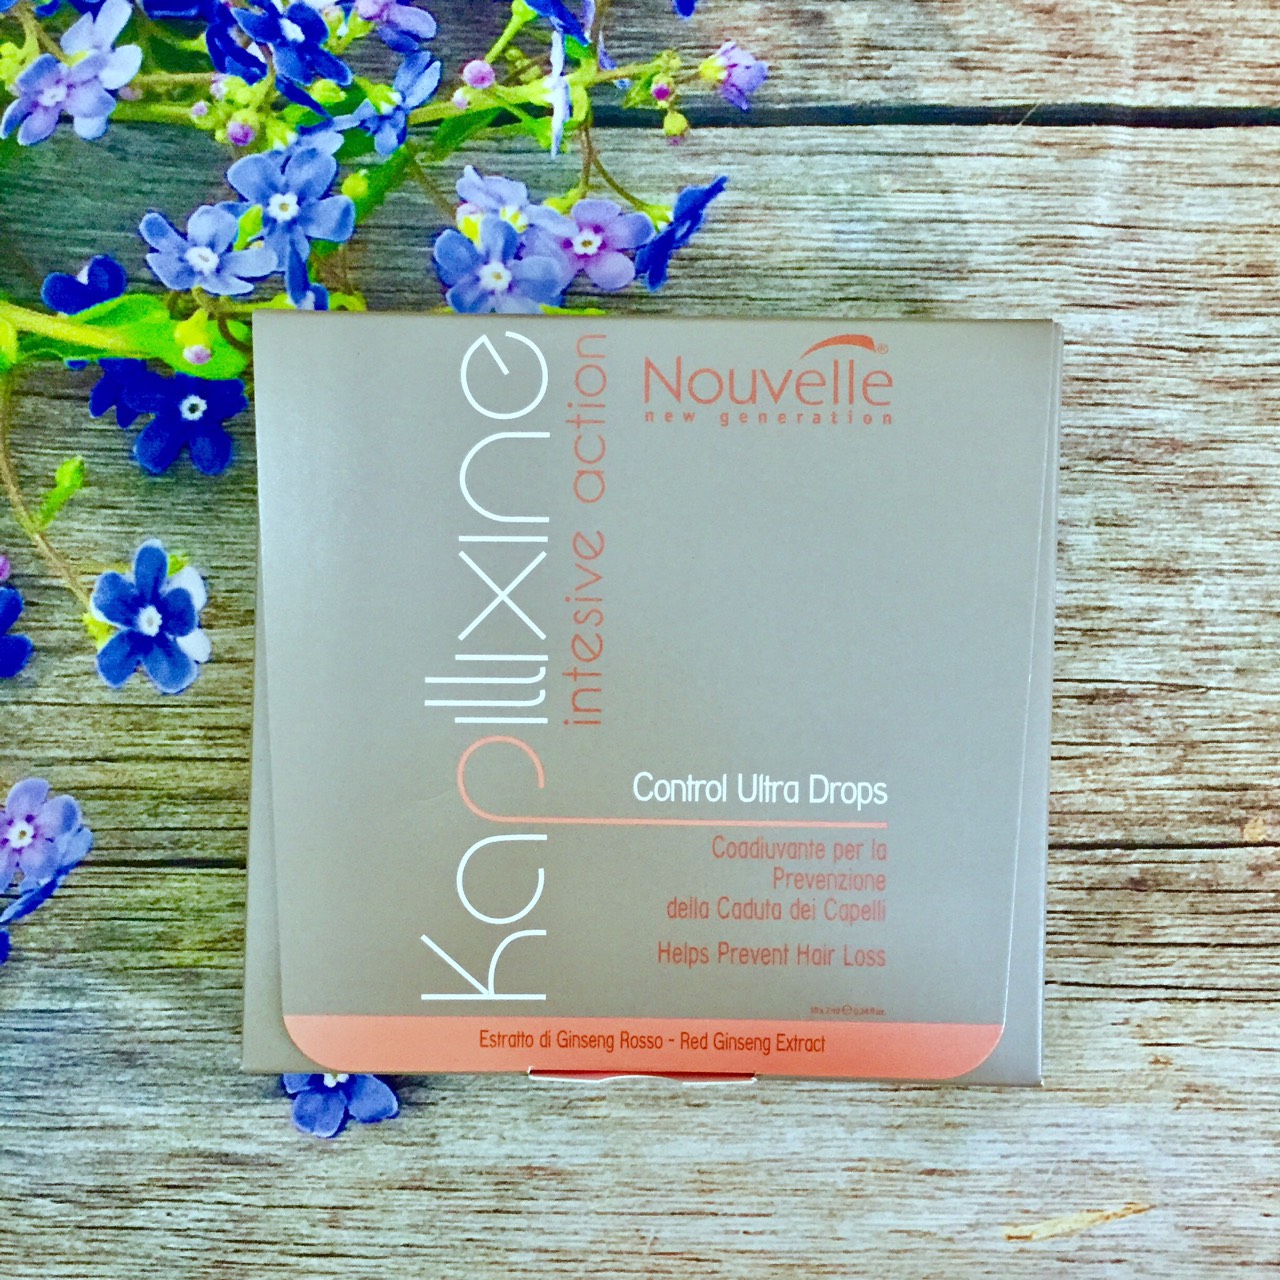 Kapillixine
intesive action
Nouvelle®
new generation
Control Ultra Drops
Coadiuvante per la
Prevenzione
della Caduta dei Capelli
Helps Prevent Hair Loss
Estratto di Ginseng Rosso - Red Ginseng Extract